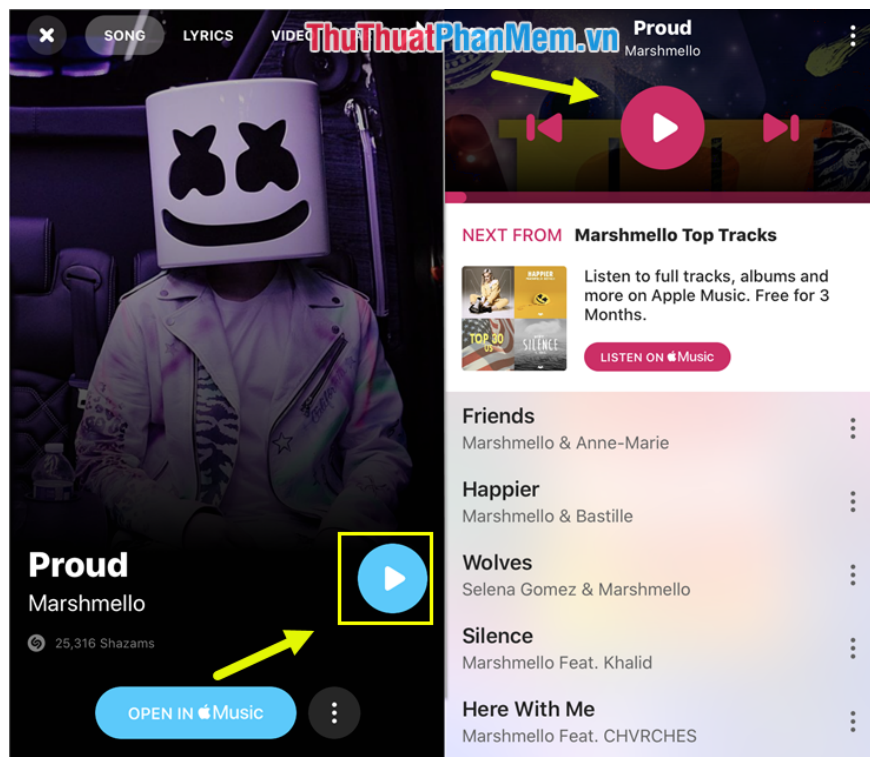 SONG
LYRICS
VIDEO
ThuThuatPhanMem.vn
Proud
Marshmello
25,316 Shazams
OPEN IN Music
Proud
Marshmello
NEXT FROM Marshmello Top Tracks
HAPPIER
TOP 30
US
SILENCE
Listen to full tracks, albums and
more on Apple Music. Free for 3
Months.
LISTEN ON Music
Friends
Marshmello & Anne-Marie
Happier
Marshmello & Bastille
Wolves
Selena Gomez & Marshmello
Silence
Marshmello Feat. Khalid
Here With Me
Marshmello Feat. CHVRCHES